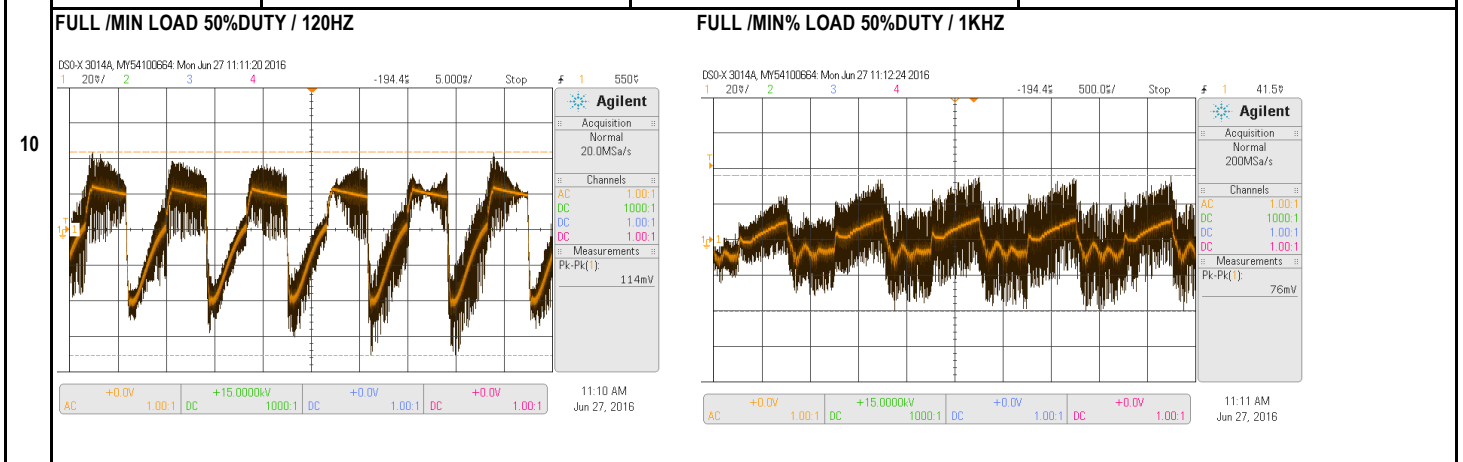 FULL /MIN LOAD 50%DUTY / 120HZ
FULL /MIN% LOAD 50%DUTY / 1KHZ
10
DSO-X 3014A, MY54100664: Mon Jun 27 11:11:20 2016
1 20V/ 2 3 4 -194.4s 5.000s/ Stop 1 550V
Agilent
Acquisition
Normal
20.0MSa/s
Channels
AC 1.00:1
DC 1000:1
DC 1.00:1
DC 1.00:1
Measurements
Pk-Pk(1):
114mV
+0.0V +15.0000kV +0.0V +0.0V
AC 1.00:1 DC 1000:1 DC 1.00:1 DC 1.00:1
11:10 AM
Jun 27, 2016
DSO-X 3014A, MY54100664: Mon Jun 27 11:12:24 2016
1 20V/ 2 3 4 -194.4s 500.0s/ Stop 1 41.5V
Agilent
Acquisition
Normal
200MSa/s
Channels
AC 1.00:1
DC 1000:1
DC 1.00:1
DC 1.00:1
Measurements
Pk-Pk(1):
76mV
+0.0V +15.0000kV +0.0V +0.0V
AC 1.00:1 DC 1000:1 DC 1.00:1 DC 1.00:1
11:11 AM
Jun 27, 2016